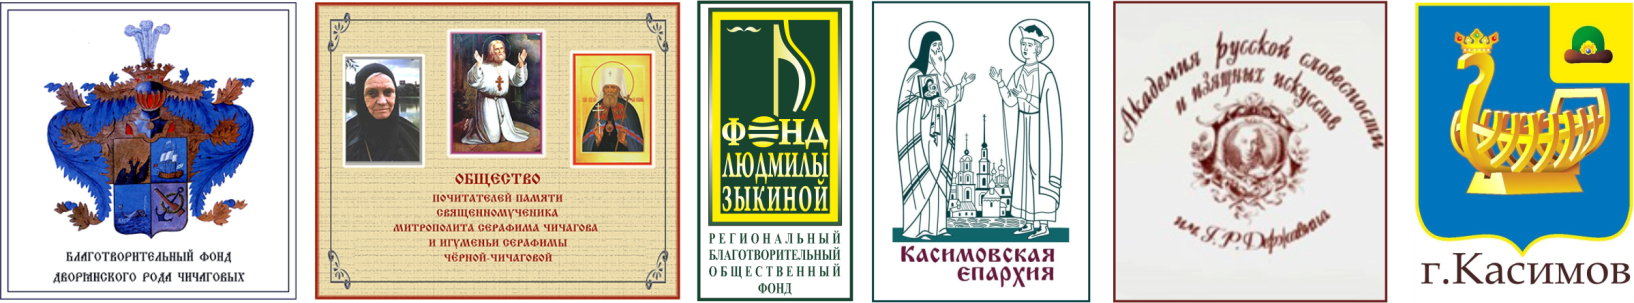 БЛАГОТВОРИТЕЛЬНЫЙ ФОНД
ДВОРЯНСКОГО РОДА ЧИЧАГОВЫХ
ОБЩЕСТВО
ПОЧИТАТЕЛЕЙ ПАМЯТИ
СВЯЩЕННОМУЧЕНИКА
МИТРОПОЛИТА СЕРАФИМА ЧИЧАГОВА
И ИГУМЕНЬИ СЕРАФИМЫ
ЧЁРНОЙ-ЧИЧАГОВОЙ
ФОНД
ЛЮДМИЛЫ
ЗЫКИНОЙ
РЕГИОНАЛЬНЫЙ
БЛАГОТВОРИТЕЛЬНЫЙ
ОБЩЕСТВЕННЫЙ
ФОНД
КАСИМОВСКАЯ
ЕПАРХИЯ
Академия русской словесности
и изящных искусств
им. Г. Р. Державина
г.Касимов